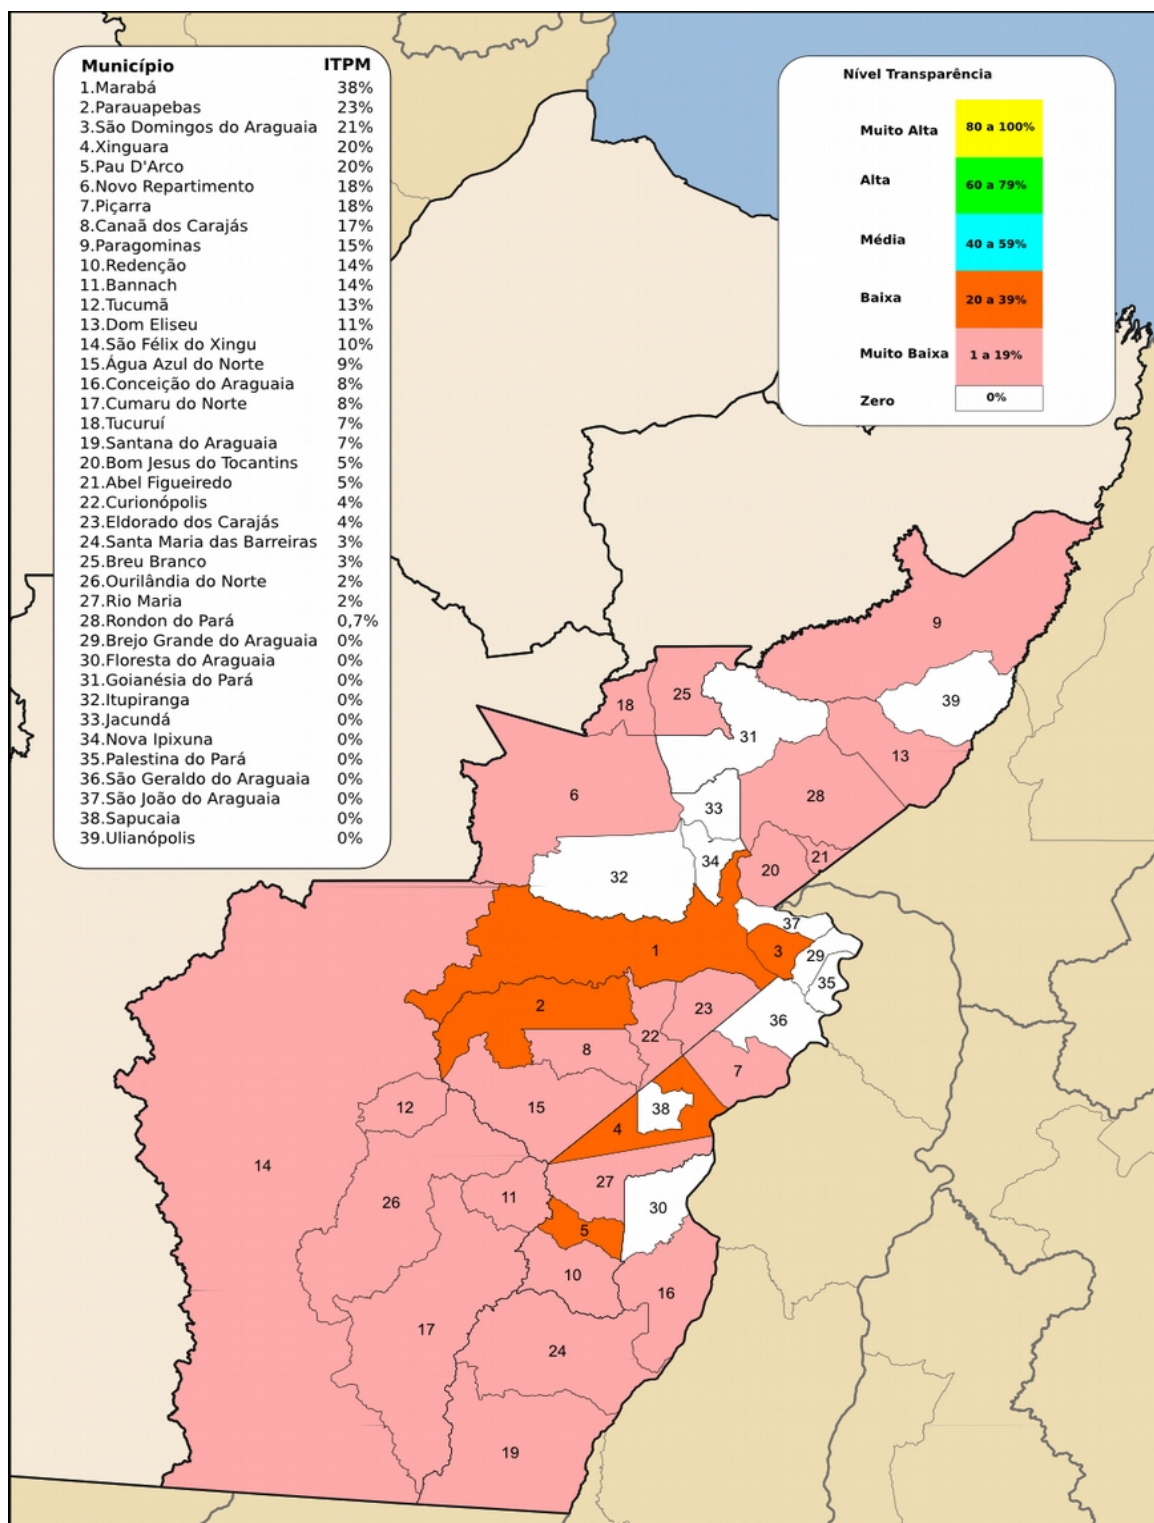 Município ITPM
1.Marabá 38%
2.Parauapebas 23%
3.São Domingos do Araguaia 21%
4.Xinguara 20%
5.Pau D'Arco 20%
6.Novo Repartimento 18%
7.Piçarra 18%
8.Canaã dos Carajás 17%
9.Paragominas 15%
10.Redenção 14%
11.Bannach 14%
12.Tucumã 13%
13.Dom Eliseu 11%
14.São Félix do Xingu 10%
15.Água Azul do Norte 9%
16.Conceição do Araguaia 8%
17.Cumaru do Norte 8%
18.Tucuruí 7%
19.Santana do Araguaia 7%
20.Bom Jesus do Tocantins 5%
21.Abel Figueiredo 5%
22.Curionópolis 4%
23.Eldorado dos Carajás 4%
24.Santa Maria das Barreiras 3%
25.Breu Branco 3%
26.Ourilândia do Norte 2%
27.Rio Maria 2%
28.Rondon do Pará 0,7%
29.Brejo Grande do Araguaia 0%
30.Floresta do Araguaia 0%
31.Goianésia do Pará 0%
32.Itupiranga 0%
33.Jacundá 0%
34.Nova Ipixuna 0%
35.Palestina do Pará 0%
36.São Geraldo do Araguaia 0%
37.São João do Araguaia 0%
38.Sapucaia 0%
39.Ulianópolis 0%
Nível Transparência
Muito Alta 80 a 100%
Alta 60 a 79%
Média 40 a 59%
Baixa 20 a 39%
Muito Baixa 1 a 19%
Zero 0%
9
25
39
18
31
13
6
28
33
34
21
20
32
37
1
3
29
35
2
23
36
22
8
7
12
15
38
4
14
27
11
26
30
5
10
16
17
24
19